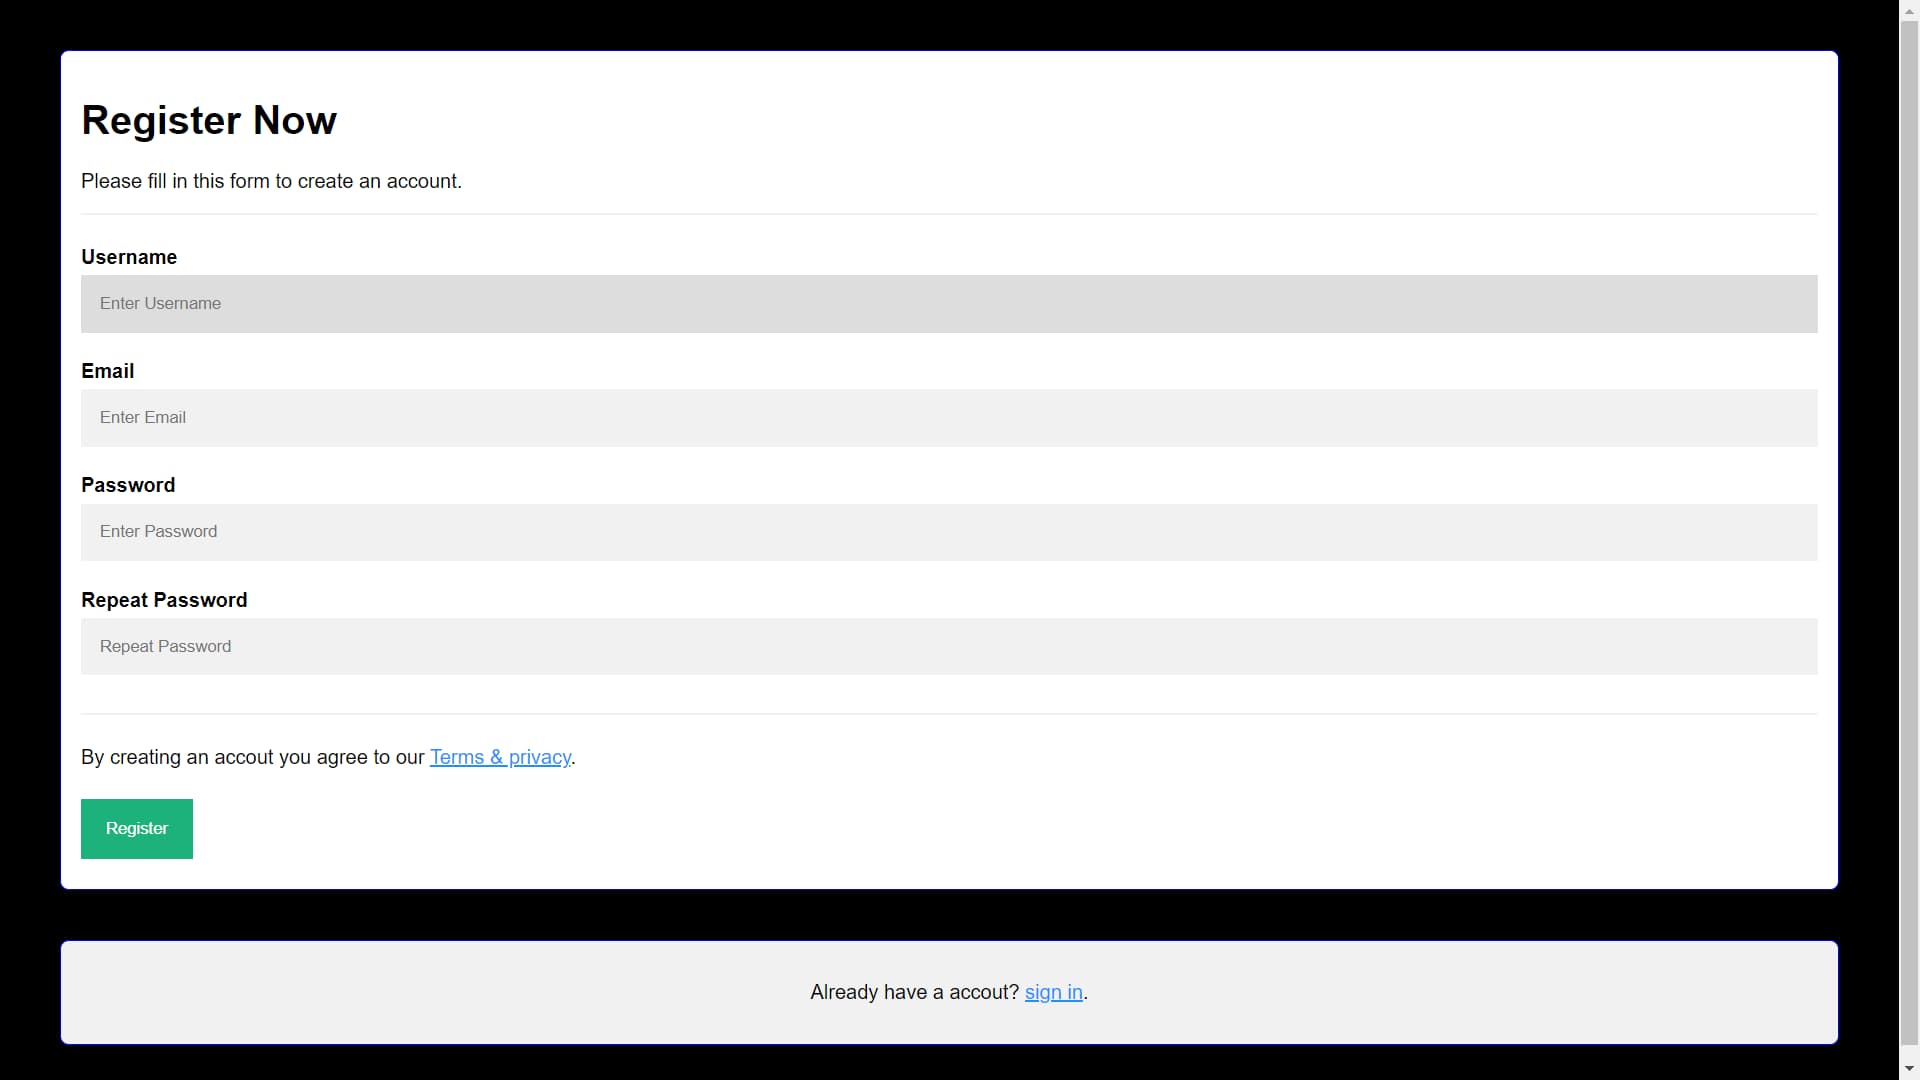 Register Now
Please fill in this form to create an account.
Username
Enter Username
Email
Enter Email
Password
Enter Password
Repeat Password
Repeat Password
By creating an accout you agree to our Terms & privacy.
Register
Already have a accout? sign in.